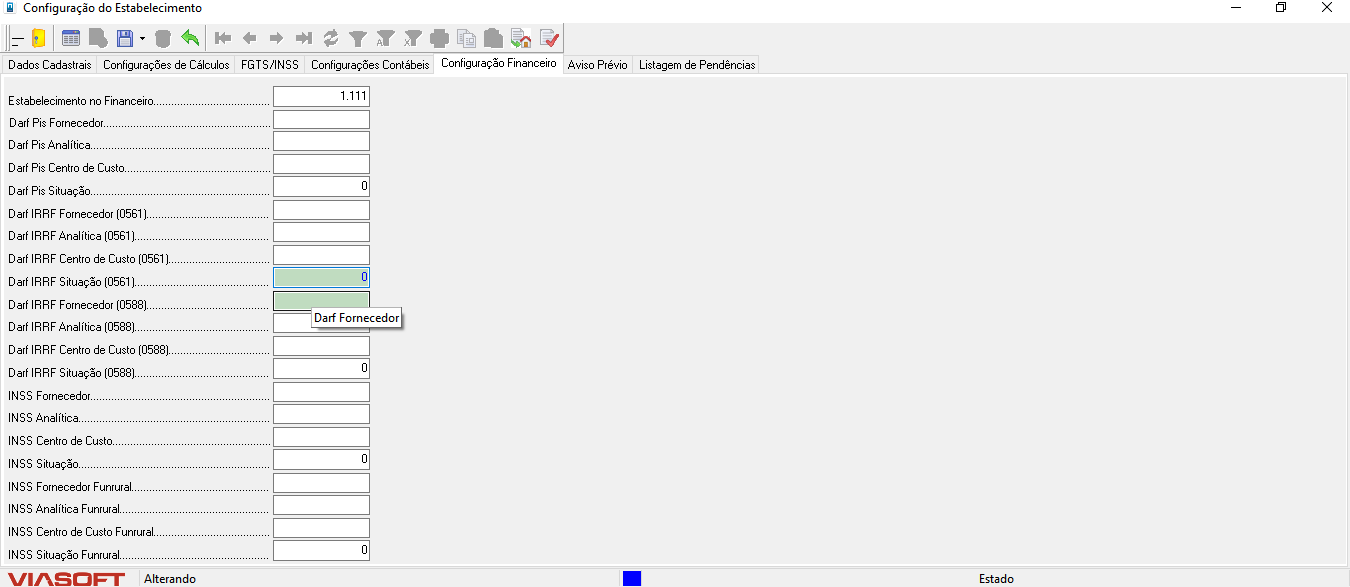 Configuração do Estabelecimento
Dados Cadastrais Configurações de Cálculos FGTS/INSS Configurações Contábeis Configuração Financeiro Aviso Prévio Listagem de Pendências
Estabelecimento no Financeiro 1.111
Darf Pis Fornecedor
Darf Pis Analítica
Darf Pis Centro de Custo
Darf Pis Situação 0
Darf IRRF Fornecedor (0561)
Darf IRRF Analítica (0561)
Darf IRRF Centro de Custo (0561)
Darf IRRF Situação (0561) 0
Darf IRRF Fornecedor (0588)
Darf Fornecedor
Darf IRRF Analítica (0588)
Darf IRRF Centro de Custo (0588)
Darf IRRF Situação (0588) 0
INSS Fornecedor
INSS Analítica
INSS Centro de Custo
INSS Situação 0
INSS Fornecedor Funrural
INSS Analítica Funrural
INSS Centro de Custo Funrural
INSS Situação Funrural 0
VIASOFT Alterando Estado